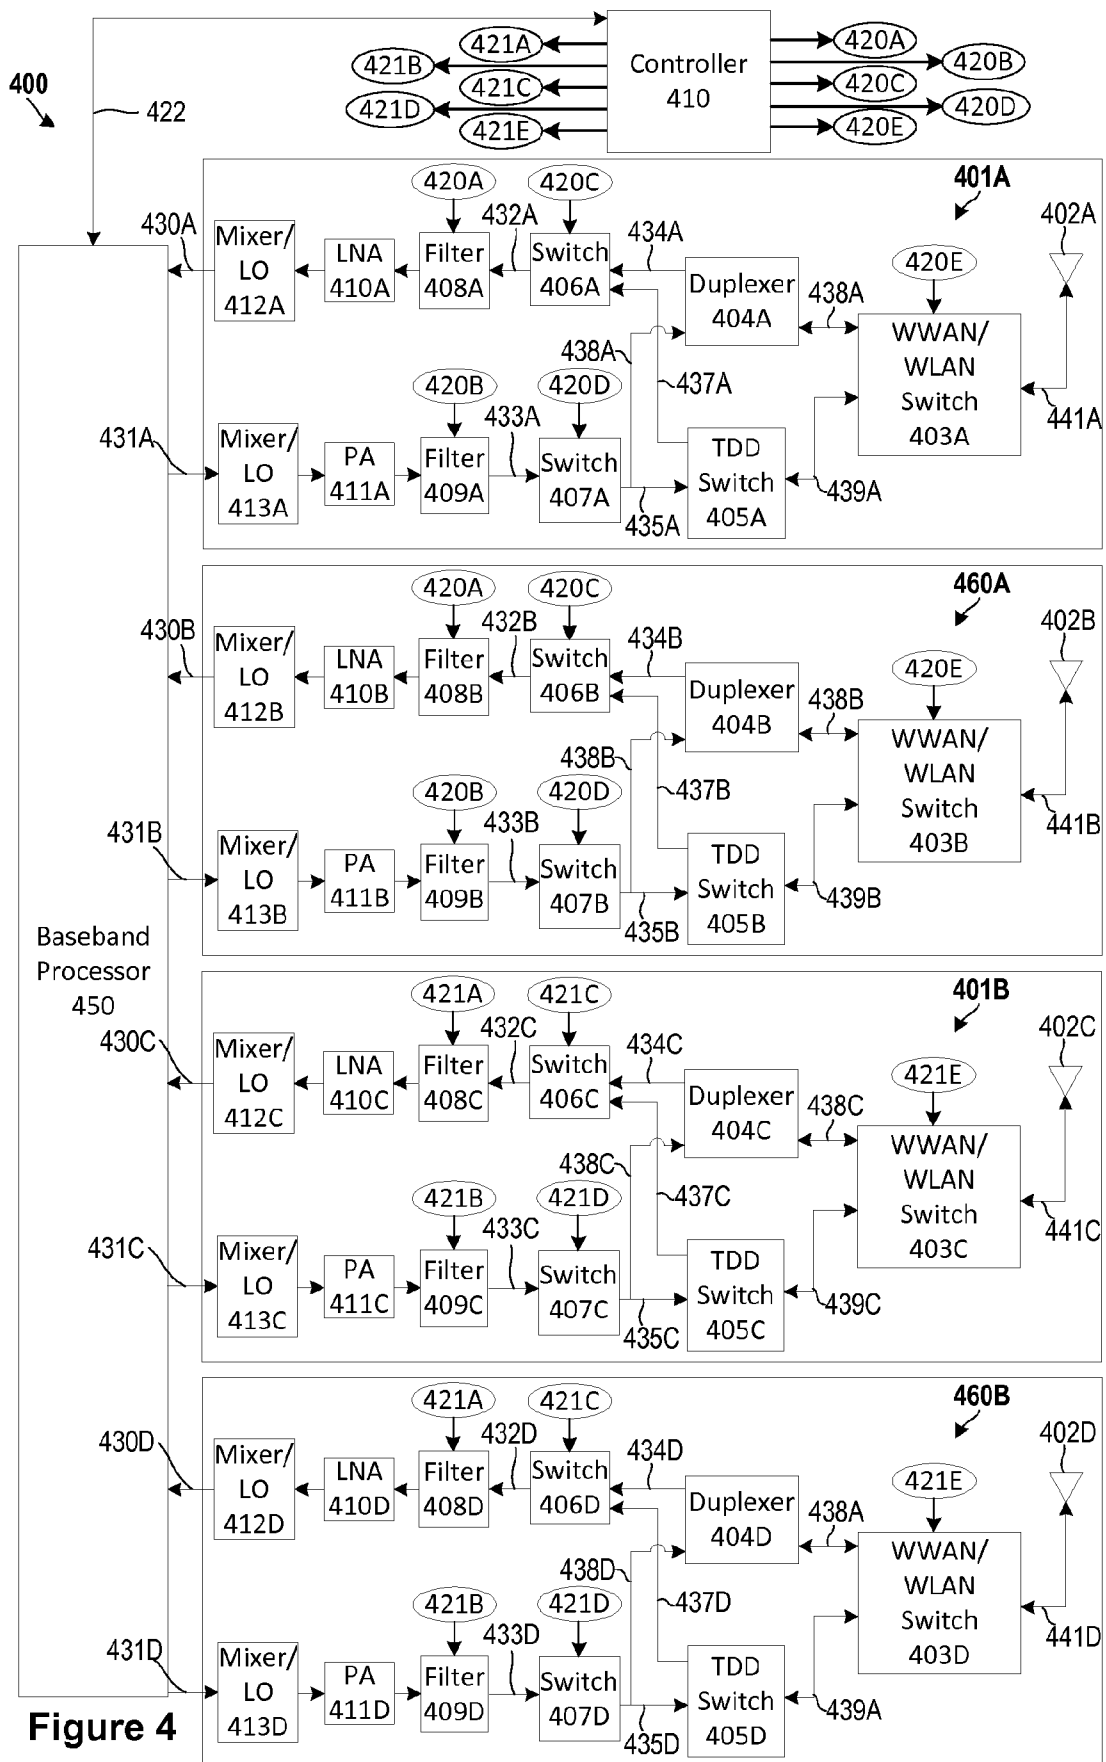 400
422
421A
421B
421C
421D
421E
Controller
410
420A
420B
420C
420D
420E
401A
430A
Mixer/
LO
412A
LNA
410A
420A
Filter
408A
432A
420C
Switch
406A
434A
Duplexer
404A
438A
420E
WWAN/
WLAN
Switch
403A
402A
441A
438A
437A
431A
Mixer/
LO
413A
PA
411A
420B
Filter
409A
433A
420D
Switch
407A
435A
TDD
Switch
405A
439A
460A
430B
Mixer/
LO
412B
LNA
410B
420A
Filter
408B
432B
420C
Switch
406B
434B
Duplexer
404B
438B
420E
WWAN/
WLAN
Switch
403B
402B
441B
438B
437B
431B
Mixer/
LO
413B
PA
411B
420B
Filter
409B
433B
420D
Switch
407B
435B
TDD
Switch
405B
439B
Baseband
Processor
450
401B
430C
Mixer/
LO
412C
LNA
410C
421A
Filter
408C
432C
421C
Switch
406C
434C
Duplexer
404C
438C
421E
WWAN/
WLAN
Switch
403C
402C
441C
438C
437C
431C
Mixer/
LO
413C
PA
411C
421B
Filter
409C
433C
421D
Switch
407C
435C
TDD
Switch
405C
439C
460B
430D
Mixer/
LO
412D
LNA
410D
421A
Filter
408D
432D
421C
Switch
406D
434D
Duplexer
404D
438A
421E
WWAN/
WLAN
Switch
403D
402D
441D
438D
437D
431D
Mixer/
LO
413D
PA
411D
421B
Filter
409D
433D
421D
Switch
407D
435D
TDD
Switch
405D
439A
Figure 4